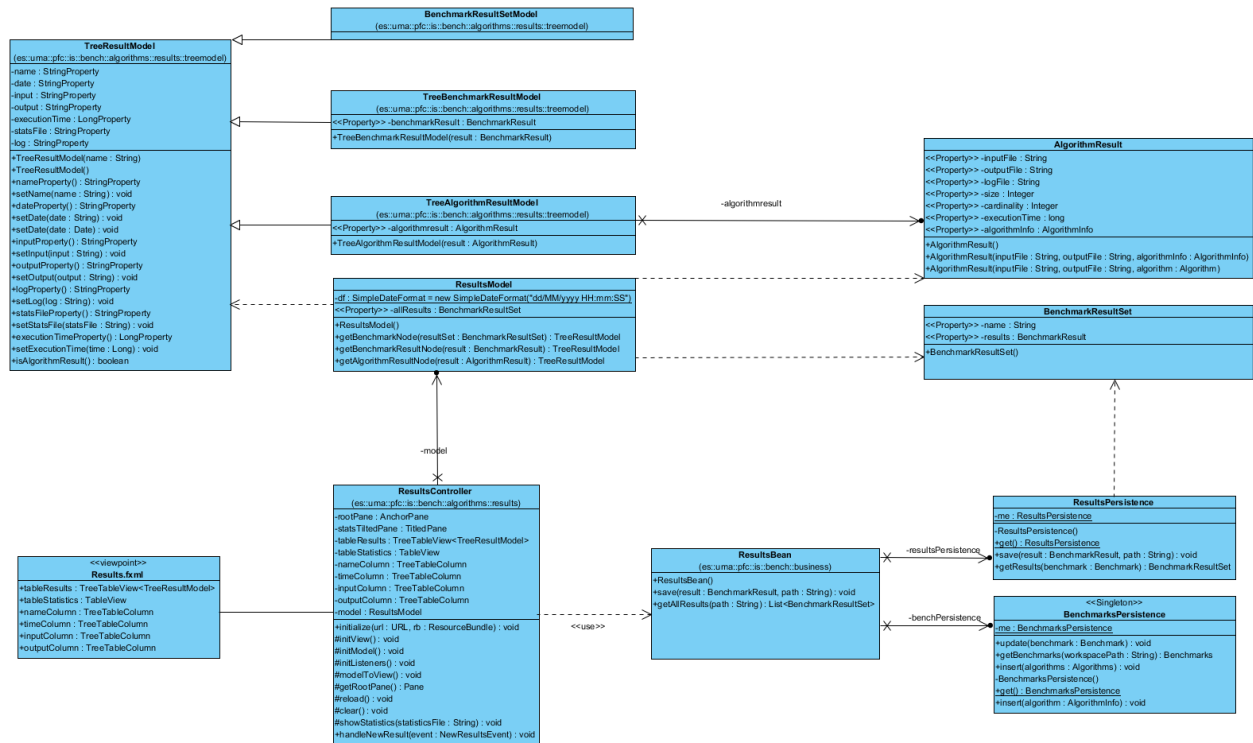 BenchmarkResultSetModel
(es::uma::pfc::is::bench::algorithms::results::treemodel)
TreeResultModel
(es::uma::pfc::is::bench::algorithms::results::treemodel)
-name : StringProperty
-date : StringProperty
-input : StringProperty
-output : StringProperty
-executionTime : LongProperty
-statsFile : StringProperty
-log : StringProperty
+TreeResultModel(name : String)
+TreeResultModel()
+nameProperty() : StringProperty
+setName(name : String) : void
+dateProperty() : StringProperty
+setDate(date : String) : void
+setDate(date : Date) : void
+inputProperty() : StringProperty
+setInput(input : String) : void
+outputProperty() : StringProperty
+setOutput(output : String) : void
+logProperty() : StringProperty
+setLog(log : String) : void
+statsFileProperty() : StringProperty
+setStatsFile(statsFile : String) : void
+executionTimeProperty() : LongProperty
+setExecutionTime(time : Long) : void
+isAlgorithmResult() : boolean
TreeBenchmarkResultModel
(es::uma::pfc::is::bench::algorithms::results::treemodel)
<<Property>> -benchmarkResult : BenchmarkResult
+TreeBenchmarkResultModel(result : BenchmarkResult)
TreeAlgorithmResultModel
(es::uma::pfc::is::bench::algorithms::results::treemodel)
<<Property>> -algorithmresult : AlgorithmResult
+TreeAlgorithmResultModel(result : AlgorithmResult)
-algorithmresult
AlgorithmResult
<<Property>> -inputFile : String
<<Property>> -outputFile : String
<<Property>> -logFile : String
<<Property>> -size : Integer
<<Property>> -cardinality : Integer
<<Property>> -executionTime : long
<<Property>> -algorithmInfo : AlgorithmInfo
+AlgorithmResult()
+AlgorithmResult(inputFile : String, outputFile : String, algorithmInfo : AlgorithmInfo)
+AlgorithmResult(inputFile : String, outputFile : String, algorithm : Algorithm)
ResultsModel
-df : SimpleDateFormat = new SimpleDateFormat("dd/MM/yyyy HH:mm:SS")
<<Property>> -allResults : BenchmarkResultSet
+ResultsModel()
+getBenchmarkNode(resultSet : BenchmarkResultSet) : TreeResultModel
+getBenchmarkResultNode(result : BenchmarkResult) : TreeResultModel
+getAlgorithmResultNode(result : AlgorithmResult) : TreeResultModel
BenchmarkResultSet
<<Property>> -name : String
<<Property>> -results : BenchmarkResult
+BenchmarkResultSet()
-model
ResultsController
(es::uma::pfc::is::bench::algorithms::results)
-rootPane : AnchorPane
-statsTiltedPane : TitledPane
-tableResults : TreeTableView<TreeResultModel>
-tableStatistics : TableView
-nameColumn : TreeTableColumn
-timeColumn : TreeTableColumn
-inputColumn : TreeTableColumn
-outputColumn : TreeTableColumn
-model : ResultsModel
+initialize(url : URL, rb : ResourceBundle) : void
#initView() : void
#initModel() : void
#initListeners() : void
#modelToView() : void
#getRootPane() : Pane
#reload() : void
#clear() : void
#showStatistics(statisticsFile : String) : void
+handleNewResult(event : NewResultsEvent) : void
<<viewpoint>>
Results.fxml
+tableResults : TreeTableView<TreeResultModel>
+tableStatistics : TableView
+nameColumn : TreeTableColumn
+timeColumn : TreeTableColumn
+inputColumn : TreeTableColumn
+outputColumn : TreeTableColumn
<<use>>
ResultsBean
(es::uma::pfc::is::bench::business)
+ResultsBean()
+save(result : BenchmarkResult, path : String) : void
+getAllResults(path : String) : List<BenchmarkResultSet>
-resultsPersistence
-benchPersistence
ResultsPersistence
-me : ResultsPersistence
-ResultsPersistence()
+get() : ResultsPersistence
+save(result : BenchmarkResult, path : String) : void
+getResults(benchmark : Benchmark) : BenchmarkResultSet
<<Singleton>>
BenchmarksPersistence
-me : BenchmarksPersistence
+update(benchmark : Benchmark) : void
+getBenchmarks(workspacePath : String) : Benchmarks
+insert(algorithms : Algorithms) : void
-BenchmarksPersistence()
+get() : BenchmarksPersistence
+insert(algorithm : AlgorithmInfo) : void